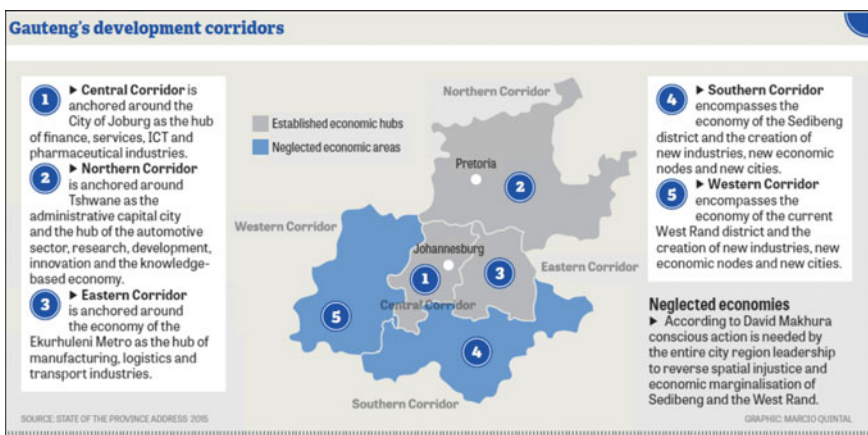 Gauteng's development corridors
1
▶ Central Corridor is
anchored around the
City of Joburg as the hub
of finance, services, ICT and
pharmaceutical industries.
2
▶ Northern Corridor
is anchored around
Tshwane as the
administrative capital city
and the hub of the automotive
sector, research, development,
innovation and the knowledge-
based economy.
3
▶ Eastern Corridor
is anchored around
the economy of the
Ekurhuleni Metro as the hub of
manufacturing, logistics and
transport industries.
SOURCE: STATE OF THE PROVINCE ADDRESS 2015
Established economic hubs
Neglected economic areas
Northern Corridor
Pretoria
2
Western Corridor
Johannesburg
Eastern Corridor
1
3
Central Corridor
5
4
Southern Corridor
4
▶ Southern Corridor
encompasses the
economy of the Sedibeng
district and the creation of
new industries, new economic
nodes and new cities.
5
▶ Western Corridor
encompasses the
economy of the current
West Rand district and the
creation of new industries, new
economic nodes and new cities.
Neglected economies
▶ According to David Makhura
conscious action is needed by
the entire city region leadership
to reverse spatial injustice and
economic marginalisation of
Sedibeng and the West Rand.
GRAPHIC: MARCIO QUINTAL